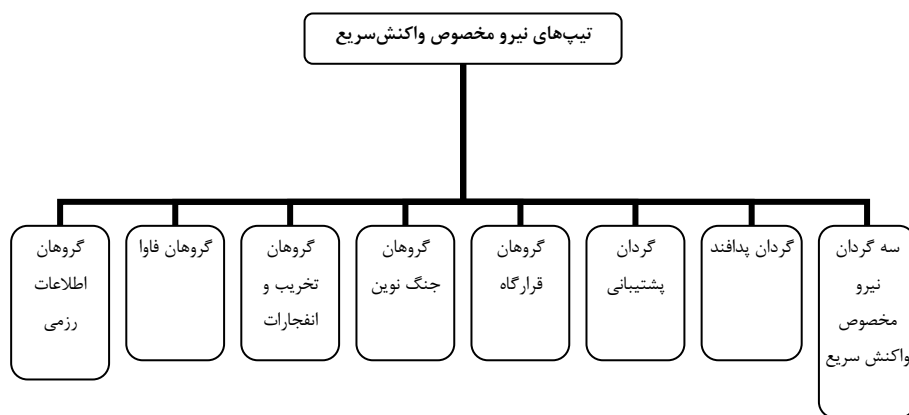 تیپ‌های نیرو مخصوص واکنش‌سریع
سه گردان
نیرو
مخصوص
واکنش سریع
گردان پدافند
گردان
پشتیبانی
گروهان
قرارگاه
گروهان
جنگ نوین
گروهان
تخریب و
انفجارات
گروهان فاوا
گروهان
اطلاعات
رزمی